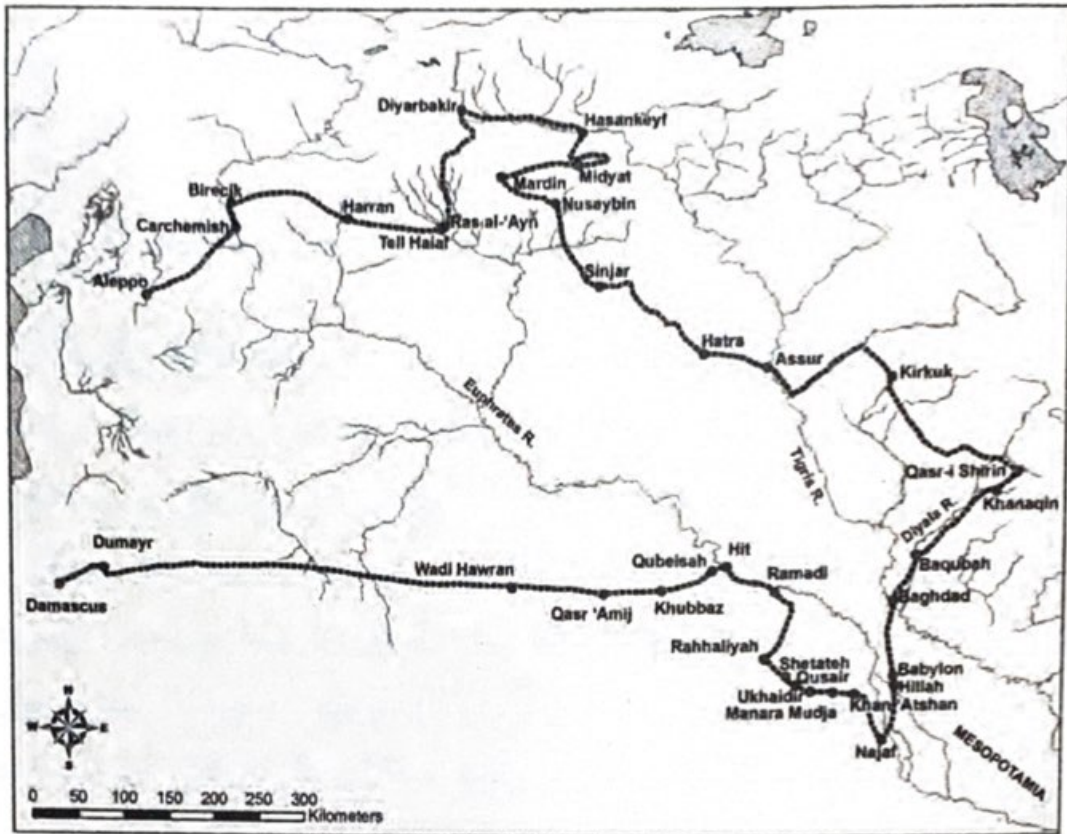 Diyarbakir
Hasankeyf
Birecik
Mardin
Midyat
Harran
Nusaybin
Carchemish
Ras al-'Ayn
Tell Halaf
Aleppo
Sinjar
Hatra
Assur
Kirkuk
Euphrates R.
Tigris R.
Qasr-i Shirin
Khanaqin
Diyala R.
Dumayr
Hit
Baqubah
Qubeisah
Ramadi
Wadi Hawran
Damascus
Baghdad
Qasr 'Amij
Khubbaz
Rahhaliyah
Shetateh
Qusair
Babylon
Hillah
Ukhaidir
Khan 'Atshan
Manara Mudja
Najaf
MESOPOTAMIA
N
S
0 50 100 150 200 250 300
Kilometers